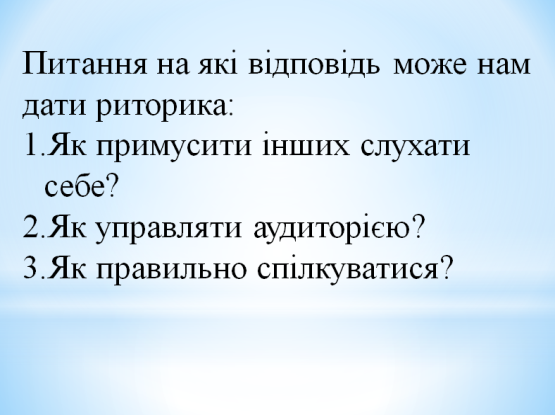 Питання на які відповідь може нам
дати риторика:
1.Як примусити інших слухати
себе?
2.Як управляти аудиторією?
3.Як правильно спілкуватися?